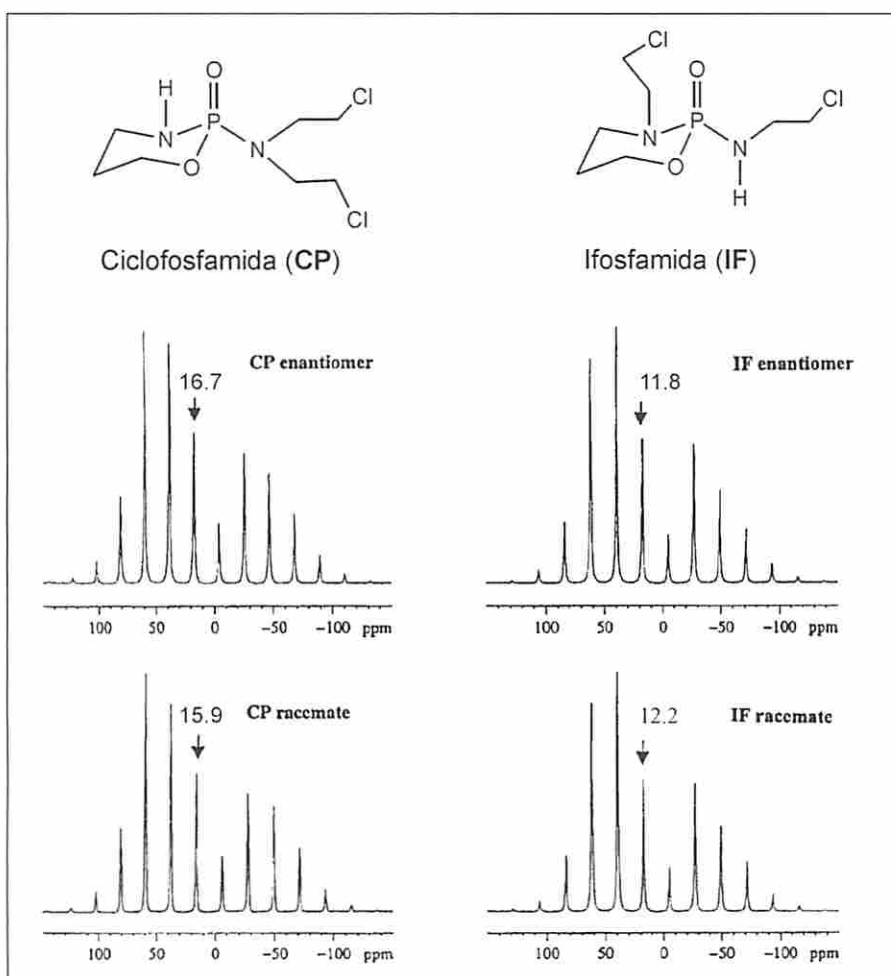 H
N
O
P
O
N
Cl
Cl
Ciclofosfamida (CP)
Cl
N
O
P
O
N
H
Cl
Ifosfamida (IF)
CP enantiomer
16.7
100 50 0 -50 -100 ppm
IF enantiomer
11.8
100 50 0 -50 -100 ppm
CP racemate
15.9
100 50 0 -50 -100 ppm
IF racemate
12.2
100 50 0 -50 -100 ppm